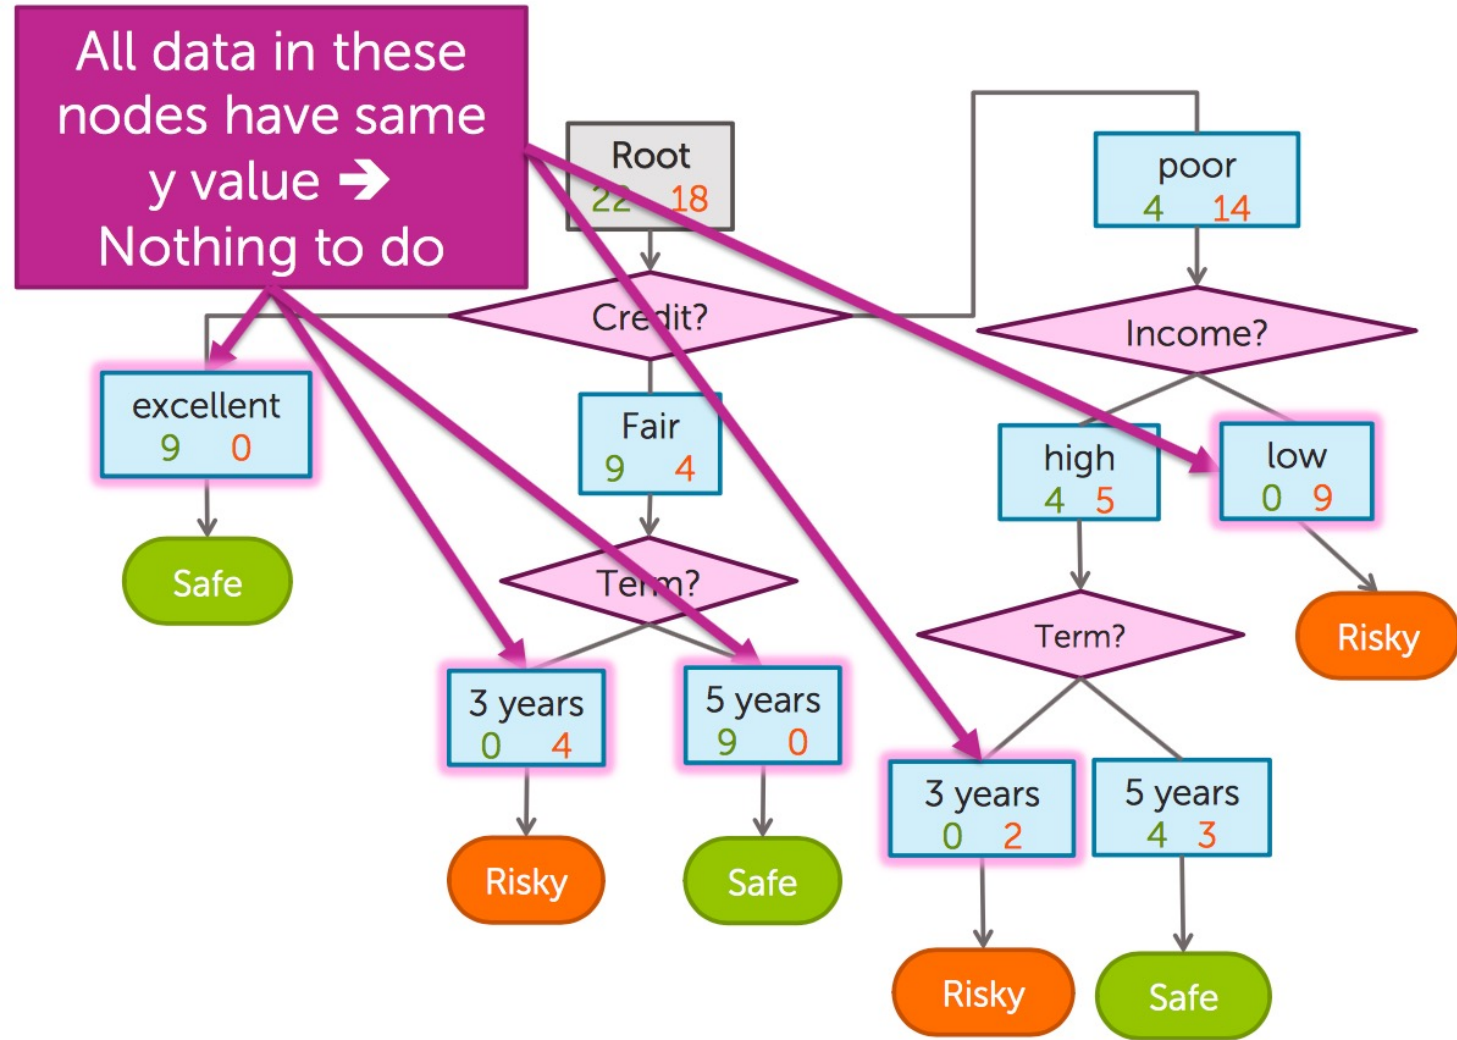 All data in these
nodes have same
y value ➔
Nothing to do
Root
22 18
Credit?
poor
4 14
Income?
excellent
9 0
Safe
Fair
9 4
Term?
3 years
0 4
Risky
5 years
9 0
Safe
high
4 5
low
0 9
Risky
Term?
3 years
0 2
Risky
5 years
4 3
Safe